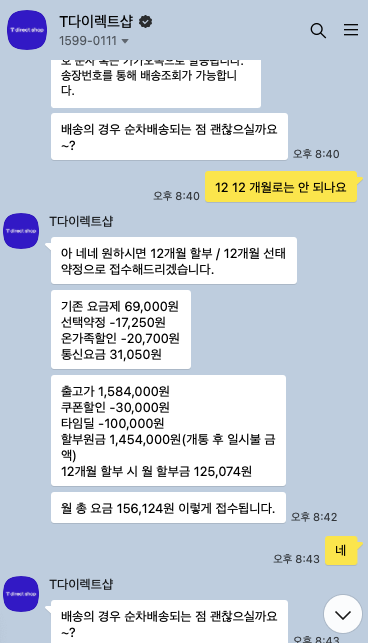 T direct shop
T다이렉트샵
1599-0111
송장번호를 통해 배송조회가 가능합니
다.
배송의 경우 순차배송되는 점 괜찮으실까요
~?
오후 8:40
12 12 개월로는 안 되나요
오후 8:40
T direct shop
T다이렉트샵
아 네네 원하시면 12개월 할부 / 12개월 선태
약정으로 접수해드리겠습니다.
기존 요금제 69,000원
선택약정 -17,250원
온가족할인 -20,700원
통신요금 31,050원
출고가 1,584,000원
쿠폰할인 -30,000원
타임딜 -100,000원
할부원금 1,454,000원(개통 후 일시불 금
액)
12개월 할부 시 월 할부금 125,074원
월 총 요금 156,124원 이렇게 접수됩니다.
오후 8:42
네
오후 8:43
T direct shop
T다이렉트샵
배송의 경우 순차배송되는 점 괜찮으실까요
~?
오후 8:43